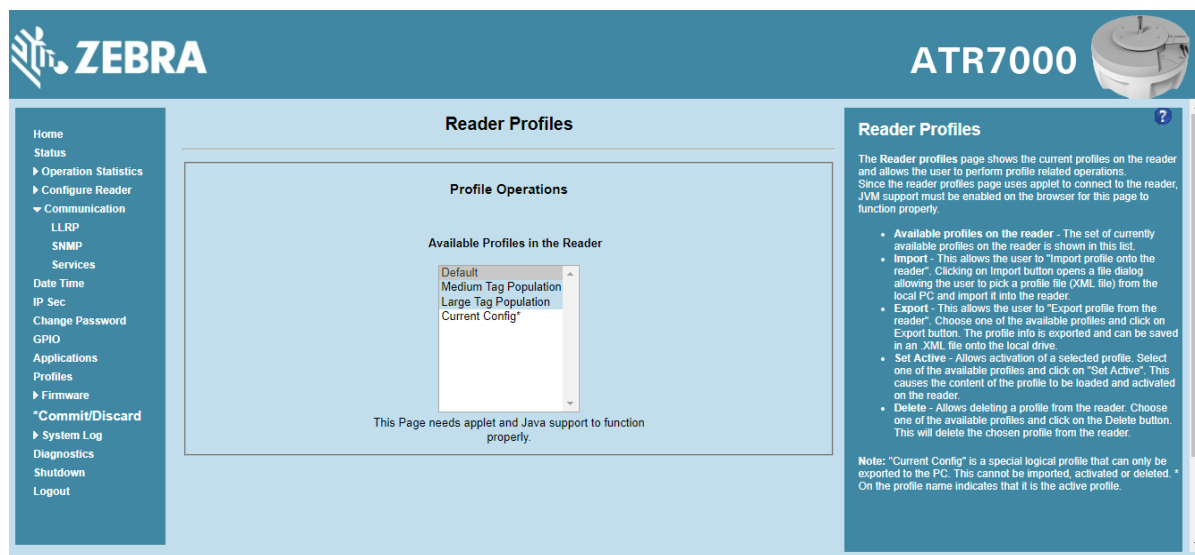 ZEBRA
ATR7000
Home
Status
Operation Statistics
Configure Reader
Communication
LLRP
SNMP
Services
Date Time
IP Sec
Change Password
GPIO
Applications
Profiles
Firmware
*Commit/Discard
System Log
Diagnostics
Shutdown
Logout
Reader Profiles
Profile Operations
Available Profiles in the Reader
Default
Medium Tag Population
Large Tag Population
Current Config*
This Page needs applet and Java support to function
properly.
?
Reader Profiles
The Reader profiles page shows the current profiles on the reader
and allows the user to perform profile related operations.
Since the reader profiles page uses applet to connect to the reader,
JVM support must be enabled on the browser for this page to
function properly.
• Available profiles on the reader - The set of currently
available profiles on the reader is shown in this list.
• Import - This allows the user to "Import profile onto the
reader". Clicking on Import button opens a file dialog
allowing the user to pick a profile file (XML file) from the
local PC and import it into the reader.
• Export - This allows the user to "Export profile from the
reader". Choose one of the available profiles and click on
Export button. The profile info is exported and can be saved
in an .XML file onto the local drive.
• Set Active - Allows activation of a selected profile. Select
one of the available profiles and click on "Set Active". This
causes the content of the profile to be loaded and activated
on the reader.
• Delete - Allows deleting a profile from the reader. Choose
one of the available profiles and click on the Delete button.
This will delete the chosen profile from the reader.
Note: "Current Config" is a special logical profile that can only be
exported to the PC. This cannot be imported, activated or deleted. *
On the profile name indicates that it is the active profile.